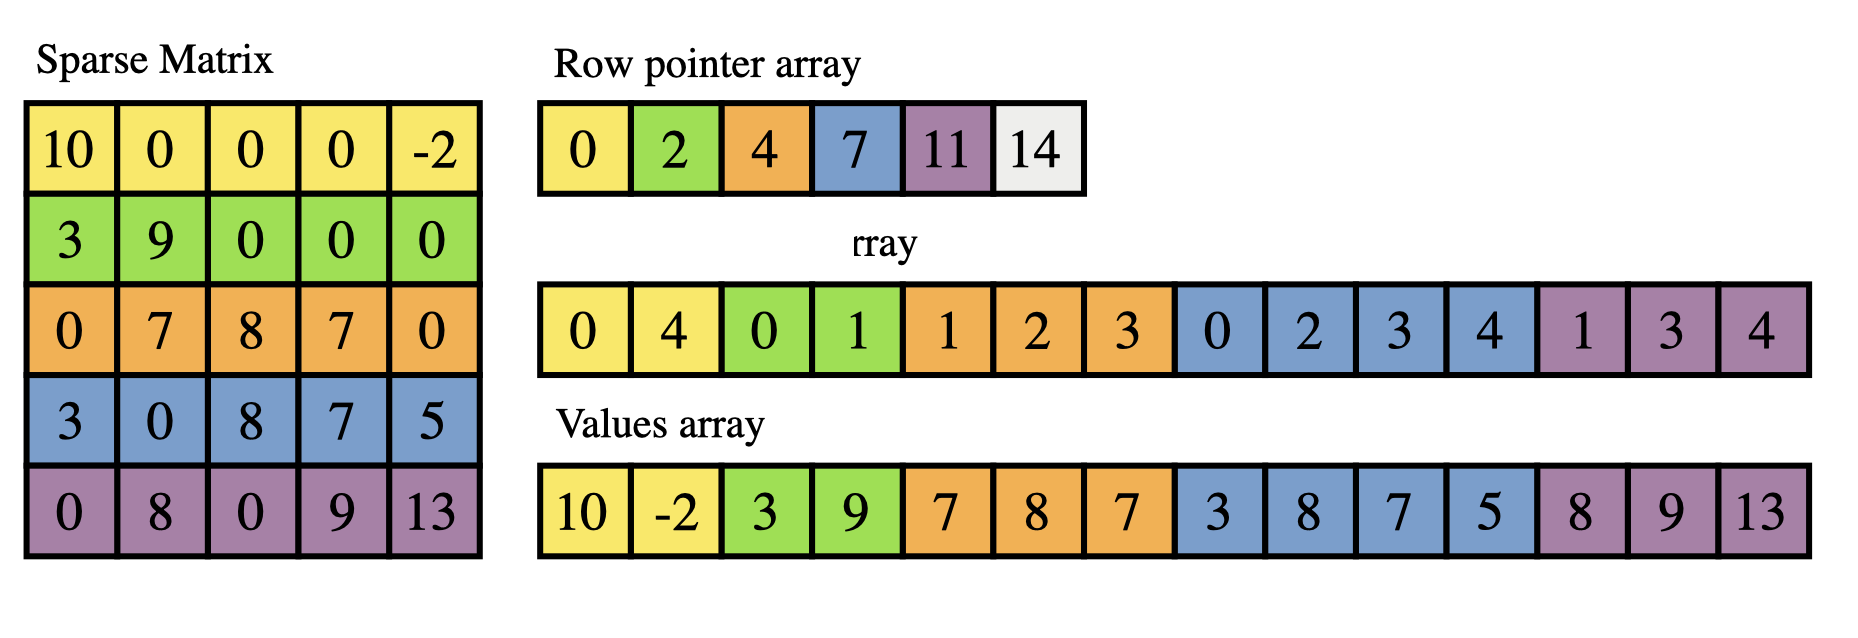 Sparse Matrix
10 0 0 0 -2
3 9 0 0 0
0 7 8 7 0
3 0 8 7 5
0 8 0 9 13
Row pointer array
0 2 4 7 11 14
rray
0 4 0 1 1 2 3 0 2 3 4 1 3 4
Values array
10 -2 3 9 7 8 7 3 8 7 5 8 9 13